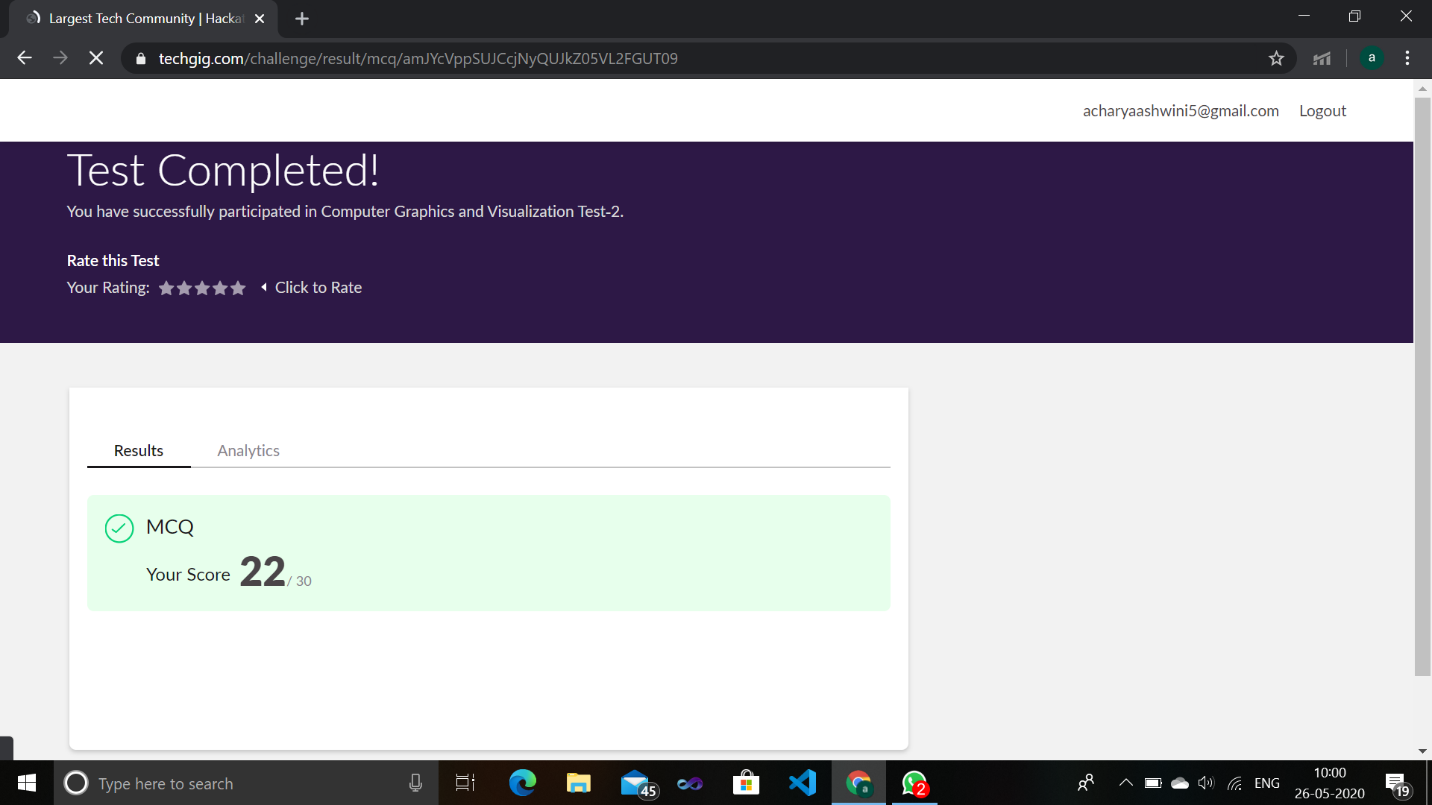 Largest Tech Community | Hacka
techgig.com/challenge/result/mcq/amJYcVppSUJCcjNyQUJkZ05VL2FGUT09
a
acharyaashwini5@gmail.com Logout
Test Completed!
You have successfully participated in Computer Graphics and Visualization Test-2.
Rate this Test
Your Rating: Click to Rate
Results Analytics
MCQ
Your Score 22 / 30
Type here to search
45
a
2
ENG
10:00
26-05-2020
19